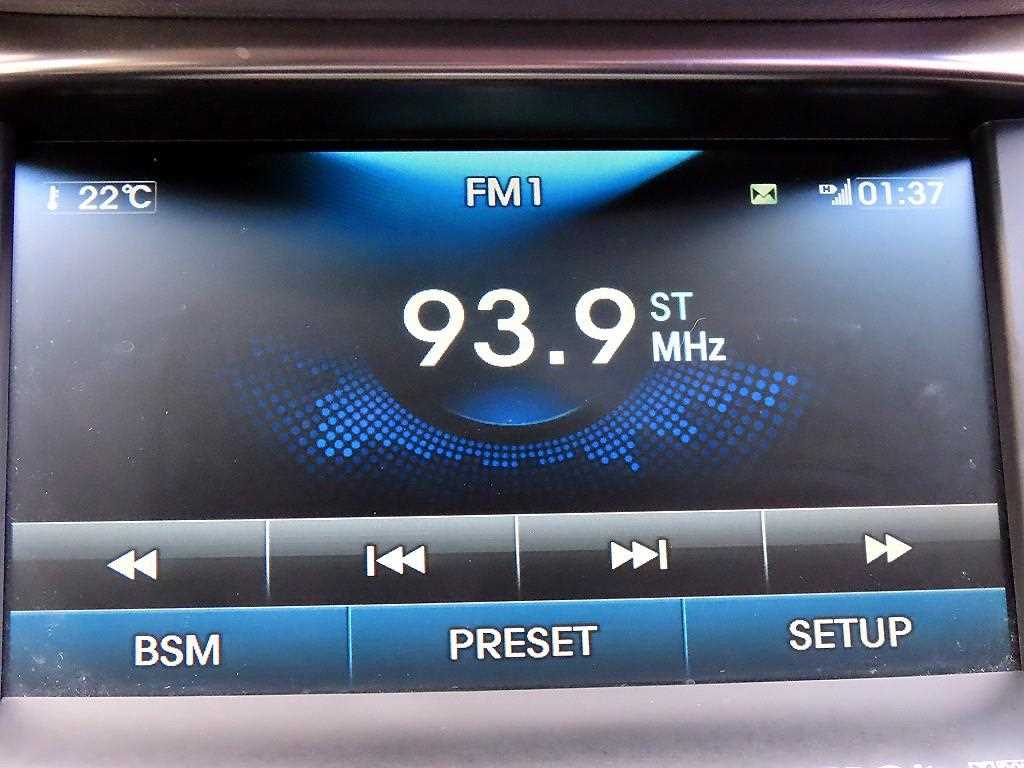 22°C
FM1
01:37
93.9
ST
MHz
BSM
PRESET
SETUP